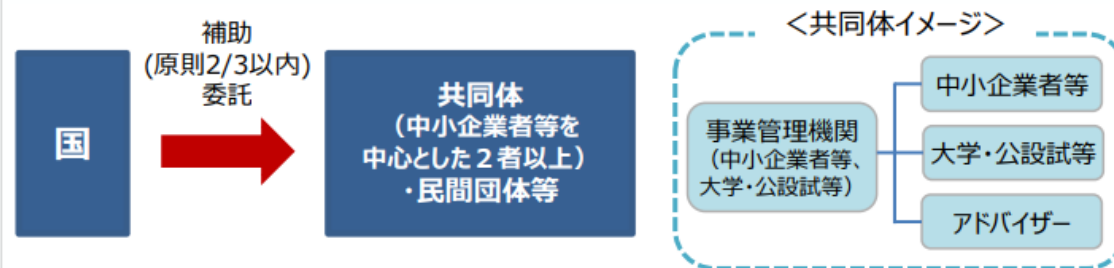 国
補助
(原則2/3以内)
委託
共同体
（中小企業者等を
中心とした２者以上）
・民間団体等
＜共同体イメージ＞
事業管理機関
（中小企業者等、
大学・公設試等）
中小企業者等
大学・公設試等
アドバイザー